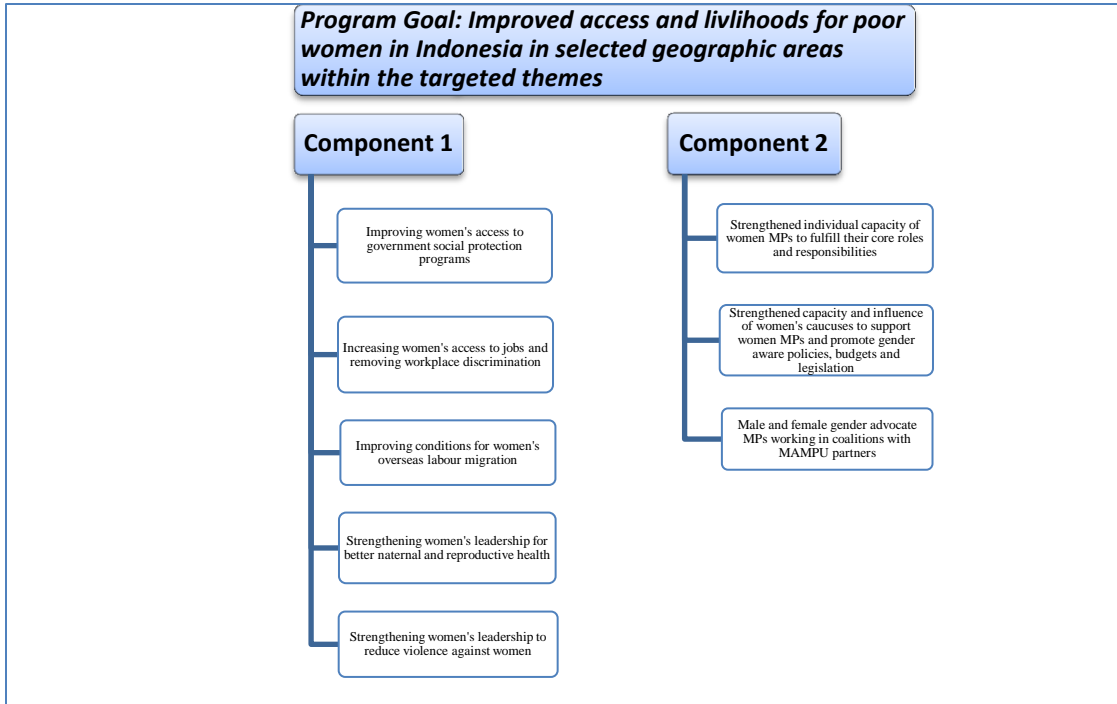 Program Goal: Improved access and livlihoods for poor
women in Indonesia in selected geographic areas
within the targeted themes
Component 1
Improving women's access to
government social protection
programs
Increasing women's access to jobs and
removing workplace discrimination
Improving conditions for women's
overseas labour migration
Strengthening women's leadership for
better naternal and reproductive health
Strengthening women's leadership to
reduce violence against women
Component 2
Strengthened individual capacity of
women MPs to fulfill their core roles
and responsibilities
Strengthened capacity and influence
of women's caucuses to support
women MPs and promote gender
aware policies, budgets and
legislation
Male and female gender advocate
MPs working in coalitions with
MAMPU partners